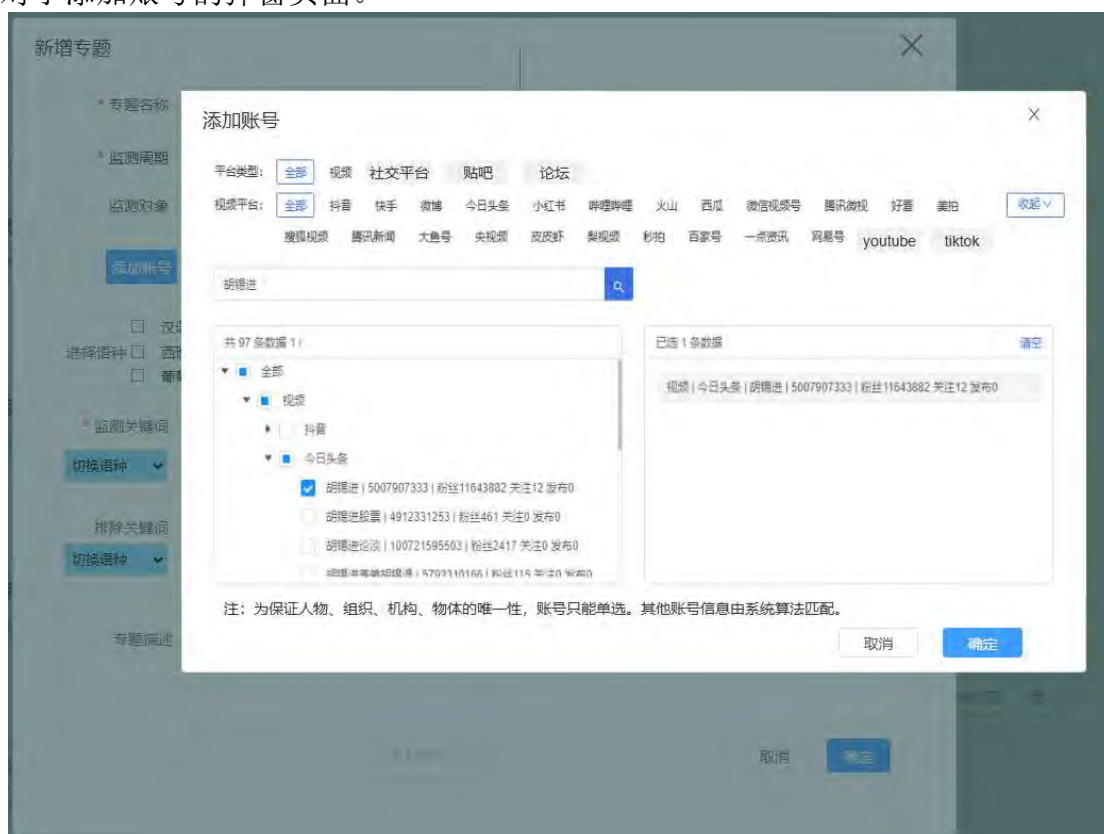 对于添加账号的弹窗页面。
新增专题
* 专题名称
* 监测周期
监测对象
添加账号
选择语种
* 监测关键词
切换语种
排除关键词
切换语种
专题描述
添加账号
平台类型: 全部 视频 社交平台 贴吧 论坛
视频平台: 全部 抖音 快手 微博 今日头条 小红书 哔哩哔哩 火山 西瓜 微信视频号 腾讯微视 好看 美拍 收起
搜狐视频 腾讯新闻 大鱼号 央视频 皮皮虾 梨视频 秒拍 百家号 一点资讯 网易号 youtube tiktok
胡锡进
共 97 条数据 1 /
全部
视频
抖音
今日头条
胡锡进 | 5007907333 | 粉丝11643882 关注12 发布0
胡锡进股票 | 4912331253 | 粉丝461 关注0 发布0
胡锡进论谈 | 100721595503 | 粉丝2417 关注0 发布0
已选 1 条数据 清空
视频 | 今日头条 | 胡锡进 | 5007907333 | 粉丝11643882 关注12 发布0
注：为保证人物、组织、机构、物体的唯一性，账号只能单选。其他账号信息由系统算法匹配。
取消 确定
取消 确定